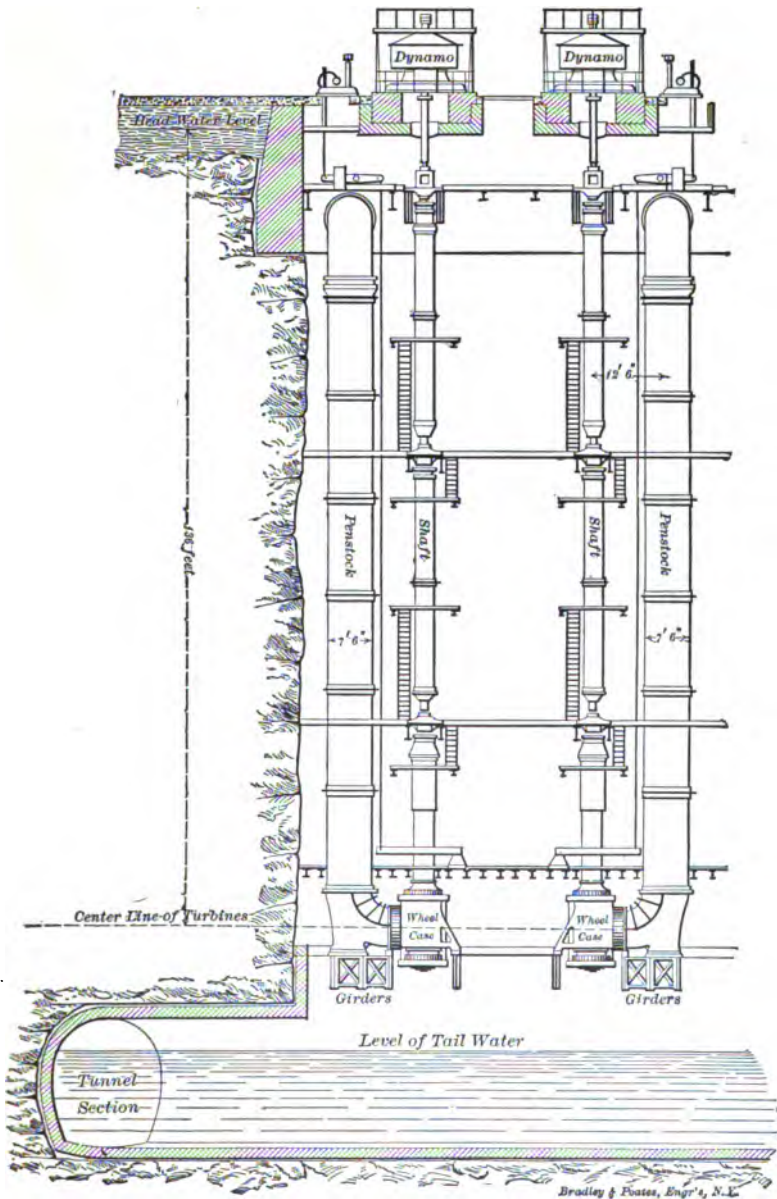 Dynamo
Dynamo
Head Water Level
12' 6"
136 feet
Penstock
Shaft
Shaft
Penstock
7' 6"
7' 6"
Center Line of Turbines
Wheel
Case
Wheel
Case
Girders
Girders
Level of Tail Water
Tunnel
Section
Bradley & Poates, Engr's, N.Y.